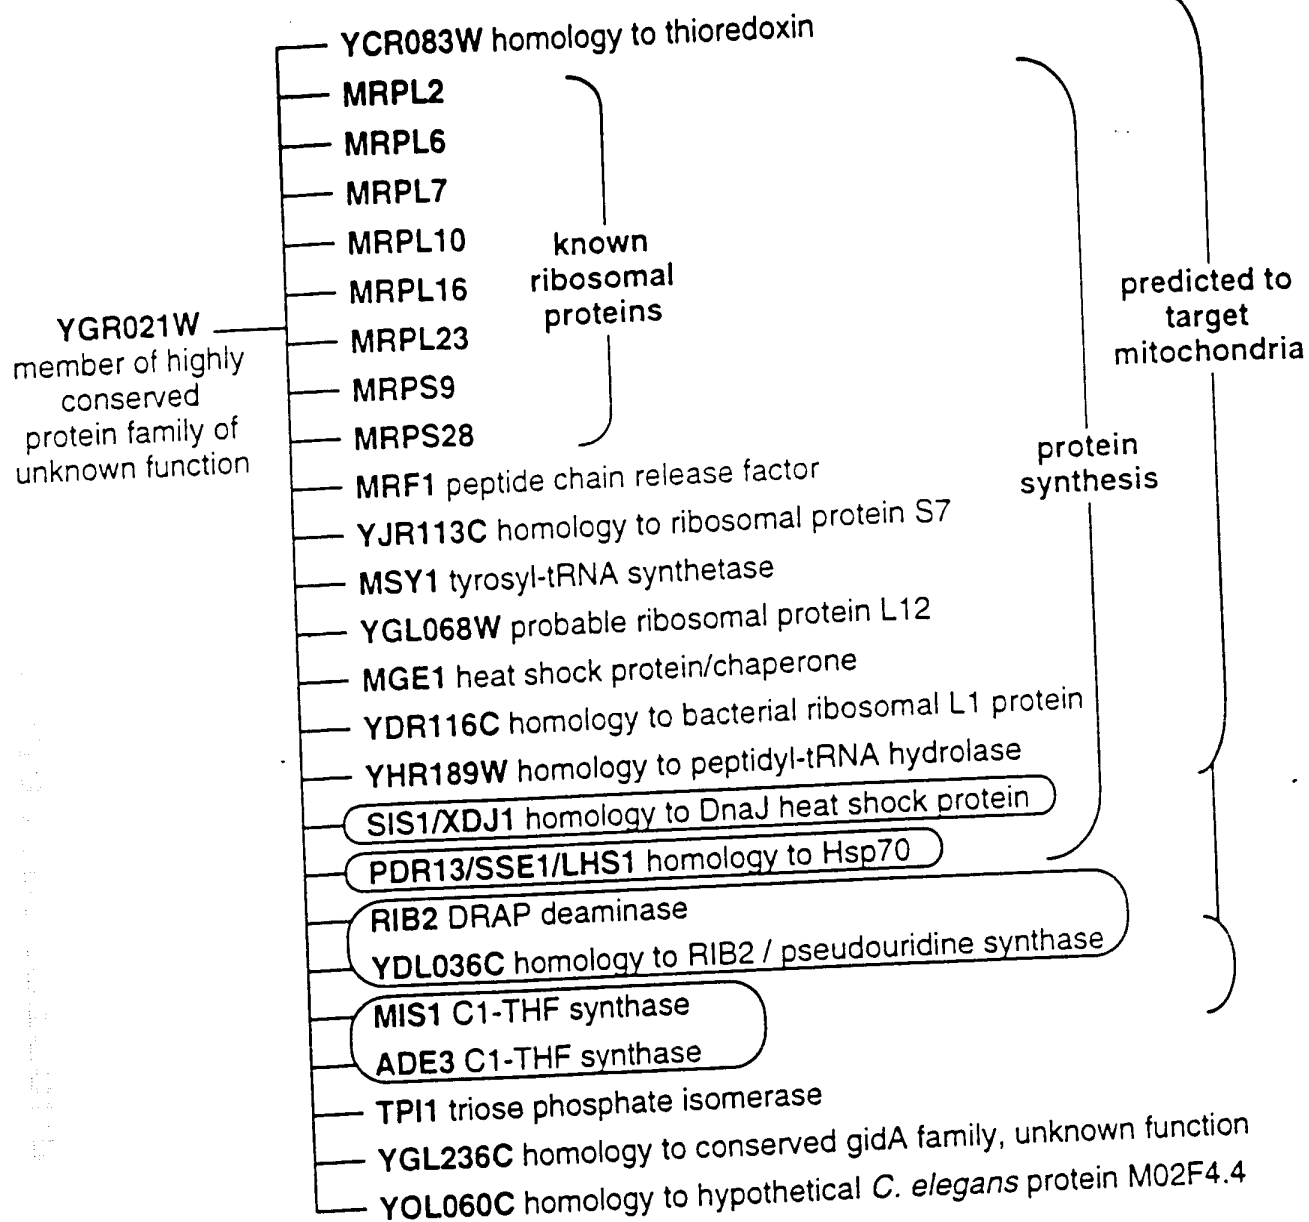 YCR083W homology to thioredoxin
MRPL2
MRPL6
MRPL7
MRPL10
MRPL16
MRPL23
MRPS9
MRPS28
known
ribosomal
proteins
YGR021W
member of highly
conserved
protein family of
unknown function
predicted to
target
mitochondria
protein
synthesis
MRF1 peptide chain release factor
YJR113C homology to ribosomal protein S7
MSY1 tyrosyl-tRNA synthetase
YGL068W probable ribosomal protein L12
MGE1 heat shock protein/chaperone
YDR116C homology to bacterial ribosomal L1 protein
YHR189W homology to peptidyl-tRNA hydrolase
SIS1/XDJ1 homology to DnaJ heat shock protein
PDR13/SSE1/LHS1 homology to Hsp70
RIB2 DRAP deaminase
YDL036C homology to RIB2 / pseudouridine synthase
MIS1 C1-THF synthase
ADE3 C1-THF synthase
TPI1 triose phosphate isomerase
YGL236C homology to conserved gidA family, unknown function
YOL060C homology to hypothetical C. elegans protein M02F4.4